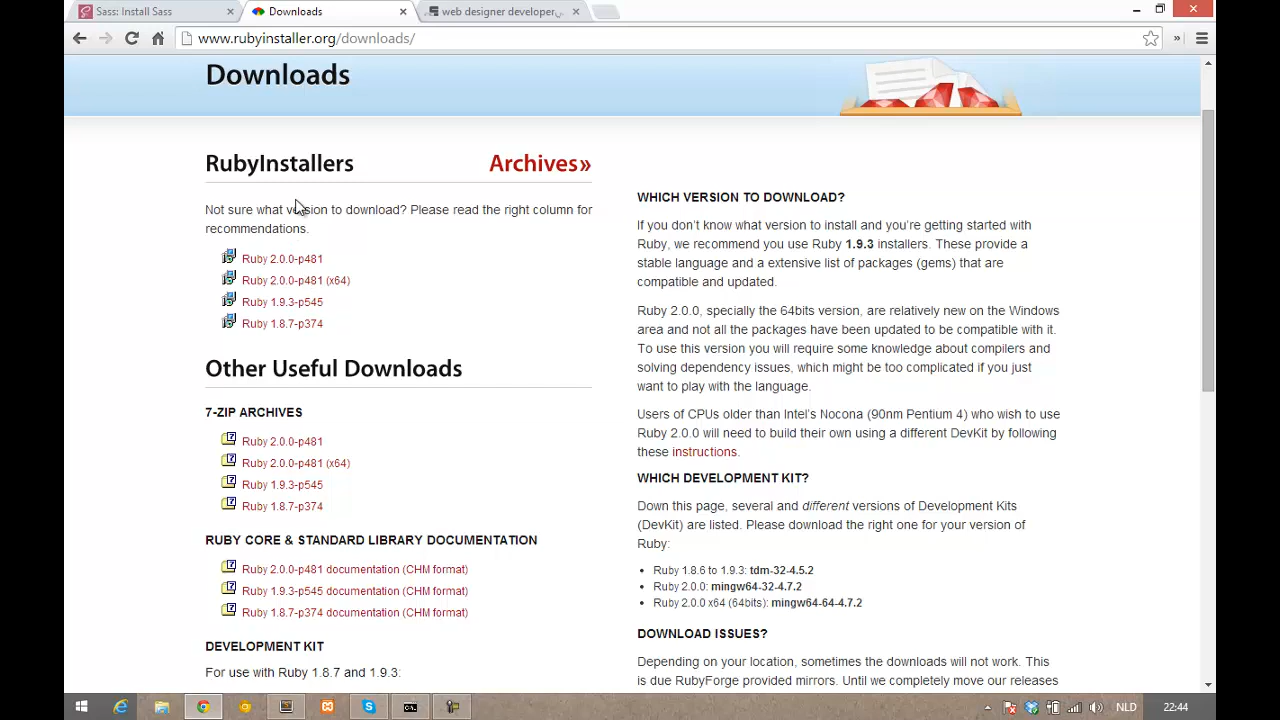 Sass: Install Sass
Downloads
web designer developer,
www.rubyinstaller.org/downloads/
Downloads
RubyInstallers
Archives»
Not sure what version to download? Please read the right column for
recommendations.
Ruby 2.0.0-p481
Ruby 2.0.0-p481 (x64)
Ruby 1.9.3-p545
Ruby 1.8.7-p374
Other Useful Downloads
7-ZIP ARCHIVES
Ruby 2.0.0-p481
Ruby 2.0.0-p481 (x64)
Ruby 1.9.3-p545
Ruby 1.8.7-p374
RUBY CORE & STANDARD LIBRARY DOCUMENTATION
Ruby 2.0.0-p481 documentation (CHM format)
Ruby 1.9.3-p545 documentation (CHM format)
Ruby 1.8.7-p374 documentation (CHM format)
DEVELOPMENT KIT
For use with Ruby 1.8.7 and 1.9.3:
WHICH VERSION TO DOWNLOAD?
If you don't know what version to install and you're getting started with
Ruby, we recommend you use Ruby 1.9.3 installers. These provide a
stable language and a extensive list of packages (gems) that are
compatible and updated.
Ruby 2.0.0, specially the 64bits version, are relatively new on the Windows
area and not all the packages have been updated to be compatible with it.
To use this version you will require some knowledge about compilers and
solving dependency issues, which might be too complicated if you just
want to play with the language.
Users of CPUs older than Intel's Nocona (90nm Pentium 4) who wish to use
Ruby 2.0.0 will need to build their own using a different DevKit by following
these instructions.
WHICH DEVELOPMENT KIT?
Down this page, several and different versions of Development Kits
(DevKit) are listed. Please download the right one for your version of
Ruby:
• Ruby 1.8.6 to 1.9.3: tdm-32-4.5.2
• Ruby 2.0.0: mingw64-32-4.7.2
• Ruby 2.0.0 x64 (64bits): mingw64-64-4.7.2
DOWNLOAD ISSUES?
Depending on your location, sometimes the downloads will not work. This
is due RubyForge provided mirrors. Until we completely move our releases
NLD
22:44